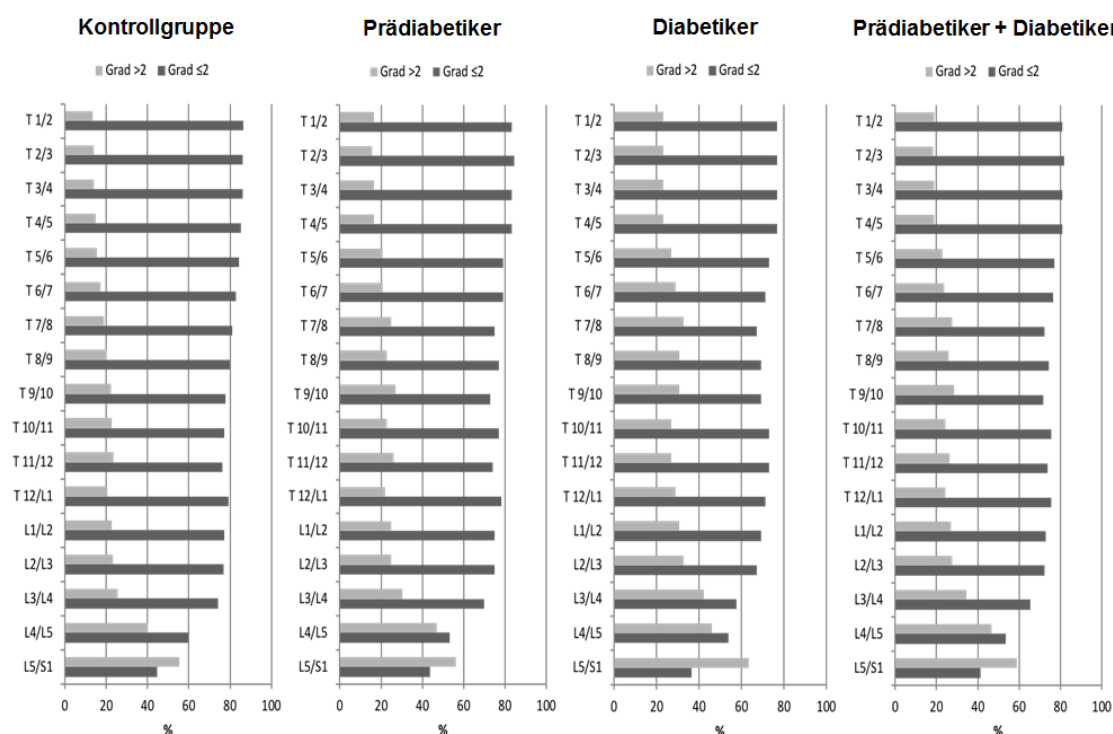 Kontrollgruppe
Grad >2 Grad ≤2
T 1/2
T 2/3
T 3/4
T 4/5
T 5/6
T 6/7
T 7/8
T 8/9
T 9/10
T 10/11
T 11/12
T 12/L1
L1/L2
L2/L3
L3/L4
L4/L5
L5/S1
0 20 40 60 80 100
%
Prädiabetiker
Grad >2 Grad ≤2
T 1/2
T 2/3
T 3/4
T 4/5
T 5/6
T 6/7
T 7/8
T 8/9
T 9/10
T 10/11
T 11/12
T 12/L1
L1/L2
L2/L3
L3/L4
L4/L5
L5/S1
0 20 40 60 80 100
%
Diabetiker
Grad >2 Grad ≤2
T 1/2
T 2/3
T 3/4
T 4/5
T 5/6
T 6/7
T 7/8
T 8/9
T 9/10
T 10/11
T 11/12
T 12/L1
L1/L2
L2/L3
L3/L4
L4/L5
L5/S1
0 20 40 60 80 100
%
Prädiabetiker + Diabetiker
Grad >2 Grad ≤2
T 1/2
T 2/3
T 3/4
T 4/5
T 5/6
T 6/7
T 7/8
T 8/9
T 9/10
T 10/11
T 11/12
T 12/L1
L1/L2
L2/L3
L3/L4
L4/L5
L5/S1
0 20 40 60 80 100
%